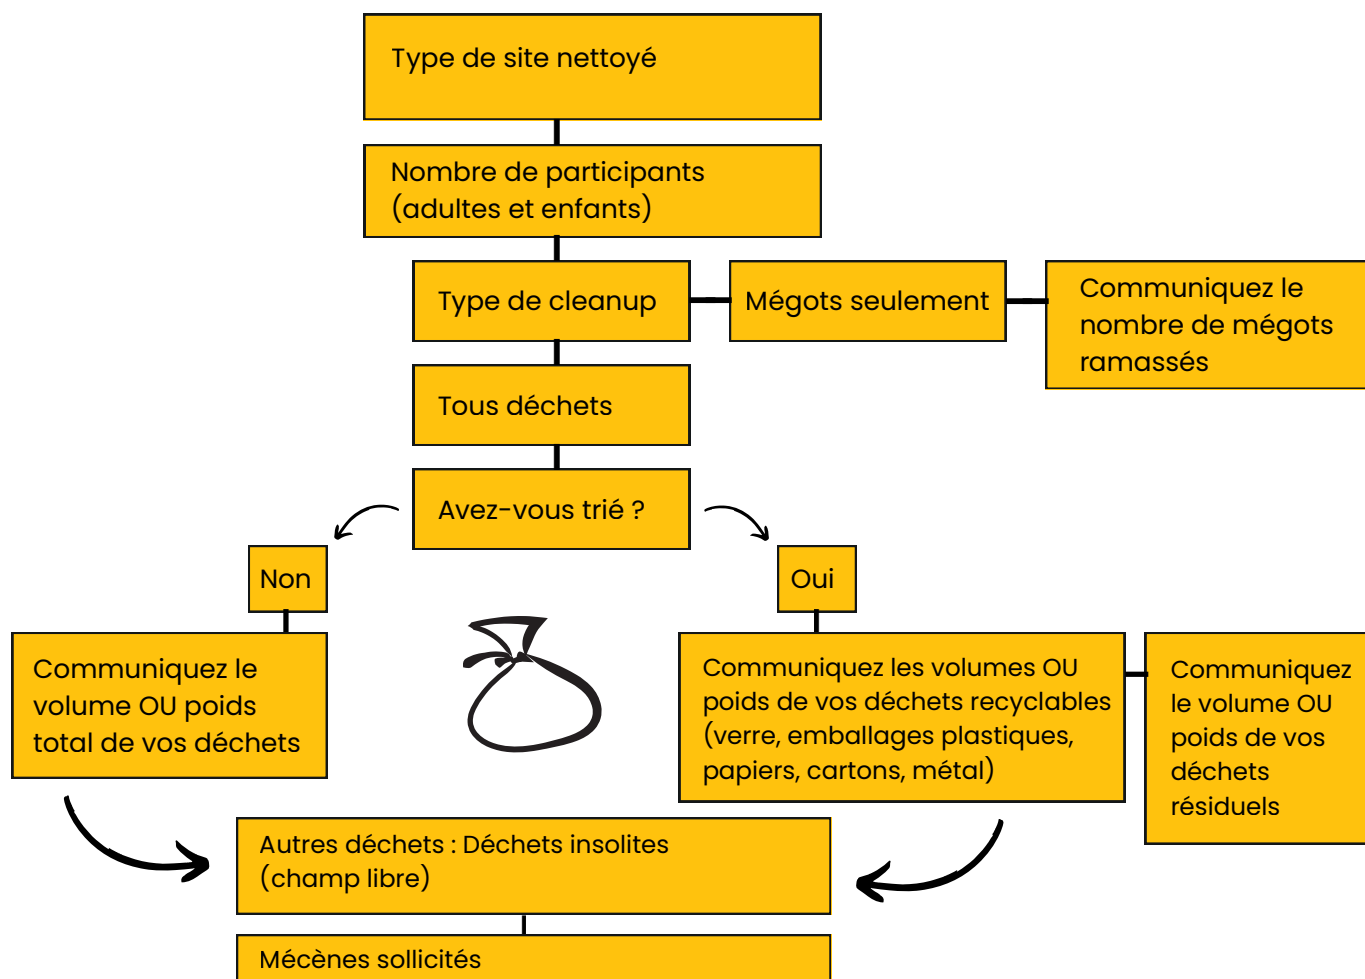 Type de site nettoyé
Nombre de participants
(adultes et enfants)
Type de cleanup
Mégots seulement
Communiquez le
nombre de mégots
ramassés
Tous déchets
Avez-vous trié ?
Non
Oui
Communiquez le
volume OU poids
total de vos déchets
Communiquez les volumes OU
poids de vos déchets recyclables
(verre, emballages plastiques,
papiers, cartons, métal)
Communiquez
le volume OU
poids de vos
déchets
résiduels
Autres déchets : Déchets insolites
(champ libre)
Mécènes sollicités